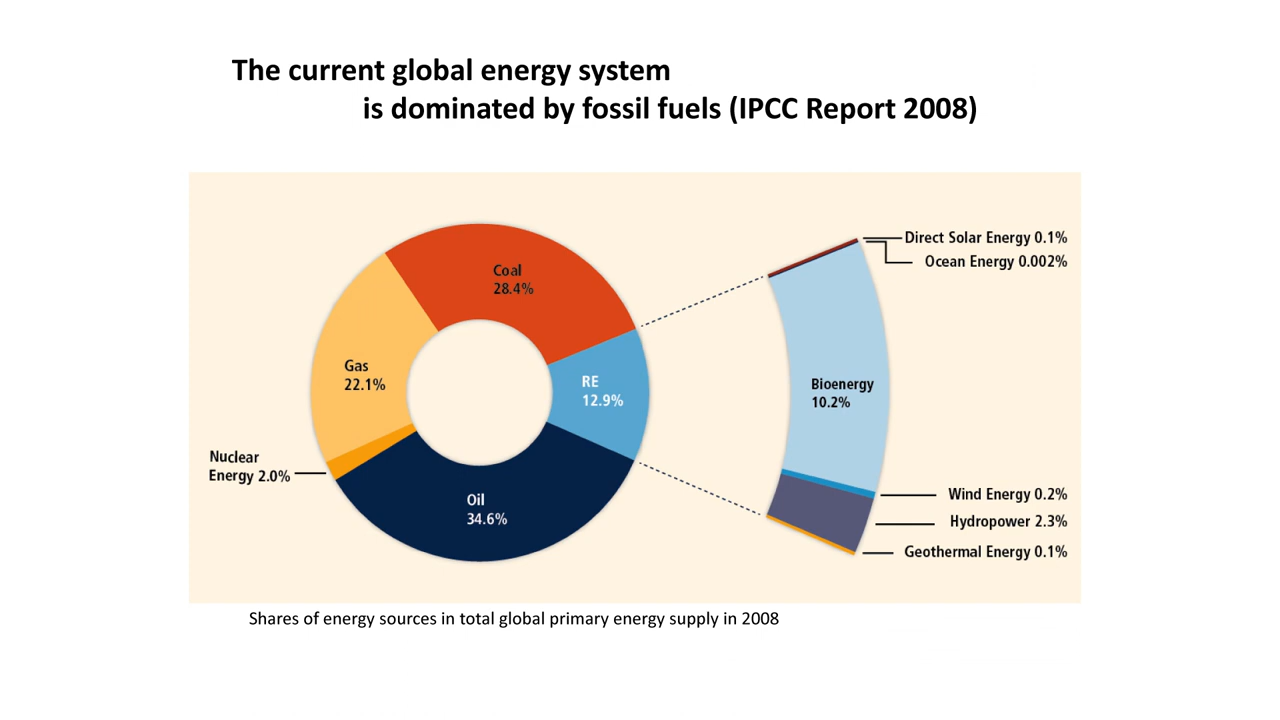 The current global energy system
is dominated by fossil fuels (IPCC Report 2008)
Direct Solar Energy 0.1%
Ocean Energy 0.002%
Coal
28.4%
Gas
22.1%
RE
12.9%
Bioenergy
10.2%
Nuclear
Energy 2.0%
Oil
34.6%
Wind Energy 0.2%
Hydropower 2.3%
Geothermal Energy 0.1%
Shares of energy sources in total global primary energy supply in 2008